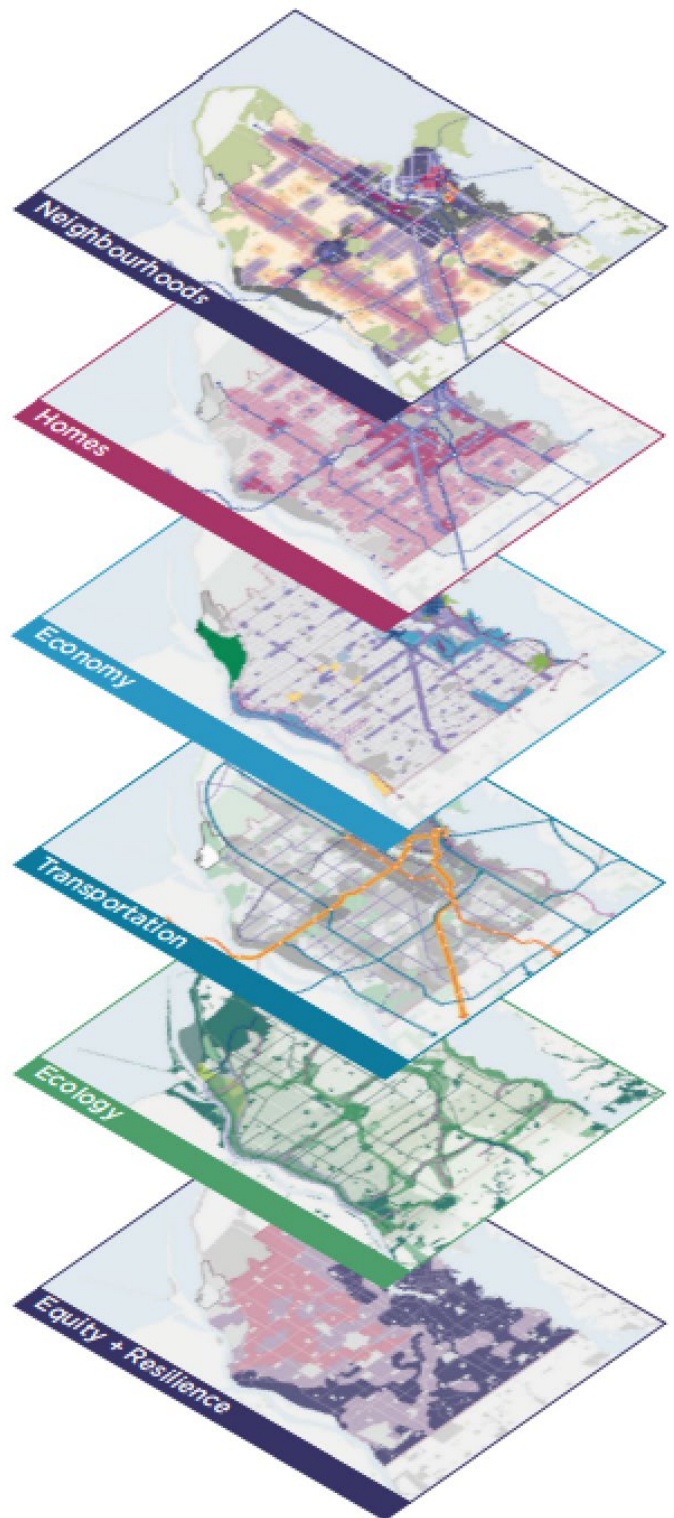 Neighbourhoods
Homes
Economy
Transportation
Ecology
Equity + Resilience